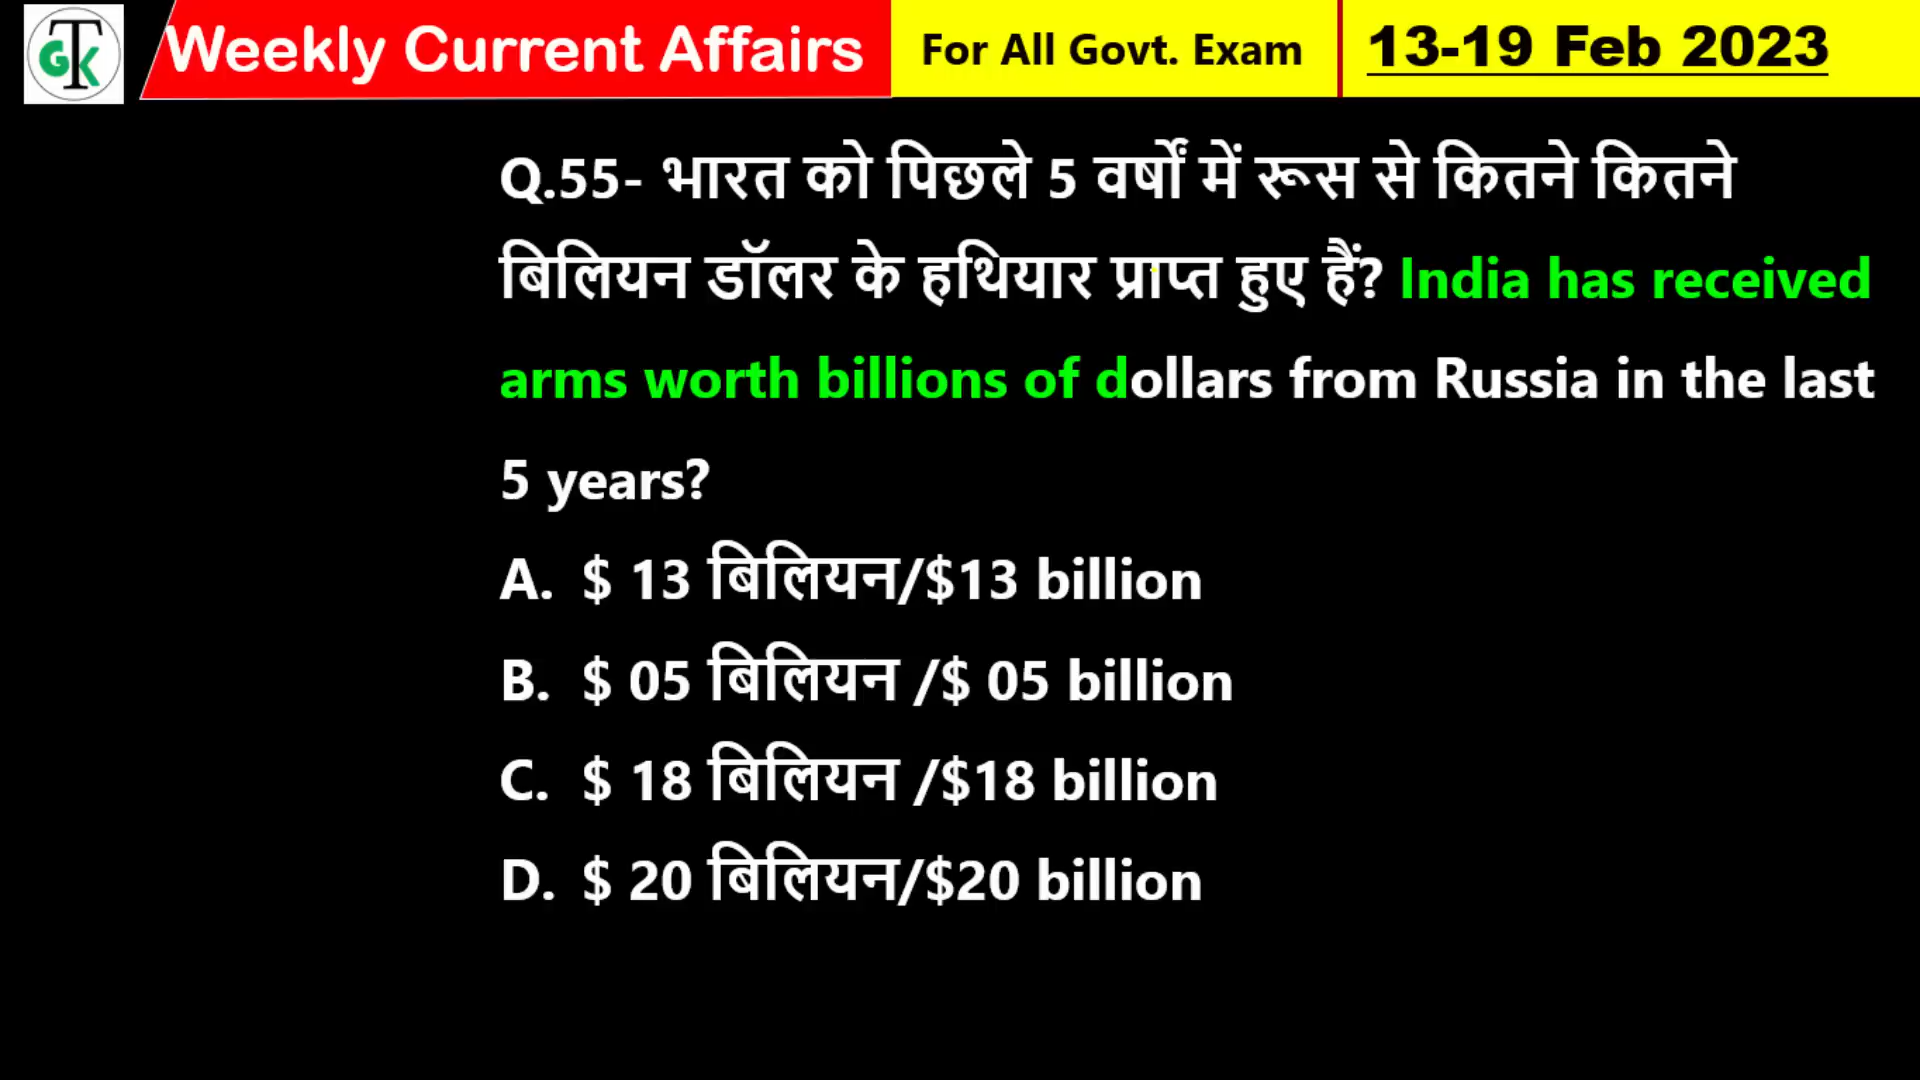 GTK
Weekly Current Affairs
For All Govt. Exam
13-19 Feb 2023
Q.55- भारत को पिछले 5 वर्षों में रूस से कितने कितने
बिलियन डॉलर के हथियार प्राप्त हुए हैं? India has received
arms worth billions of dollars from Russia in the last
5 years?
A. $ 13 बिलियन/$13 billion
B. $ 05 बिलियन /$ 05 billion
C. $ 18 बिलियन /$18 billion
D. $ 20 बिलियन/$20 billion